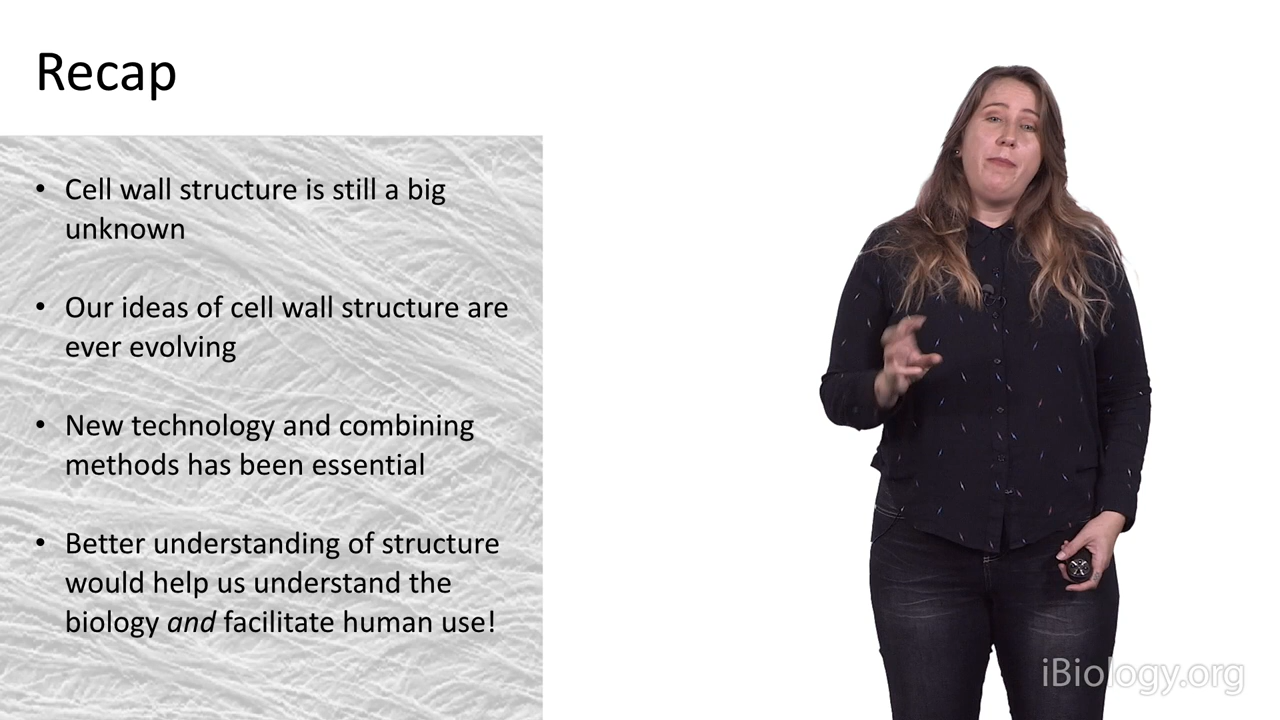 Recap
• Cell wall structure is still a big
unknown
• Our ideas of cell wall structure are
ever evolving
• New technology and combining
methods has been essential
• Better understanding of structure
would help us understand the
biology and facilitate human use!
iBiology.org